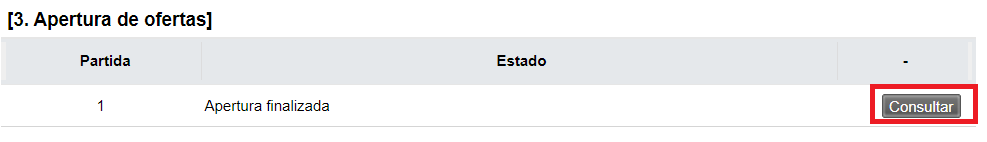 [3. Apertura de ofertas]
Partida Estado -
1 Apertura finalizada Consultar